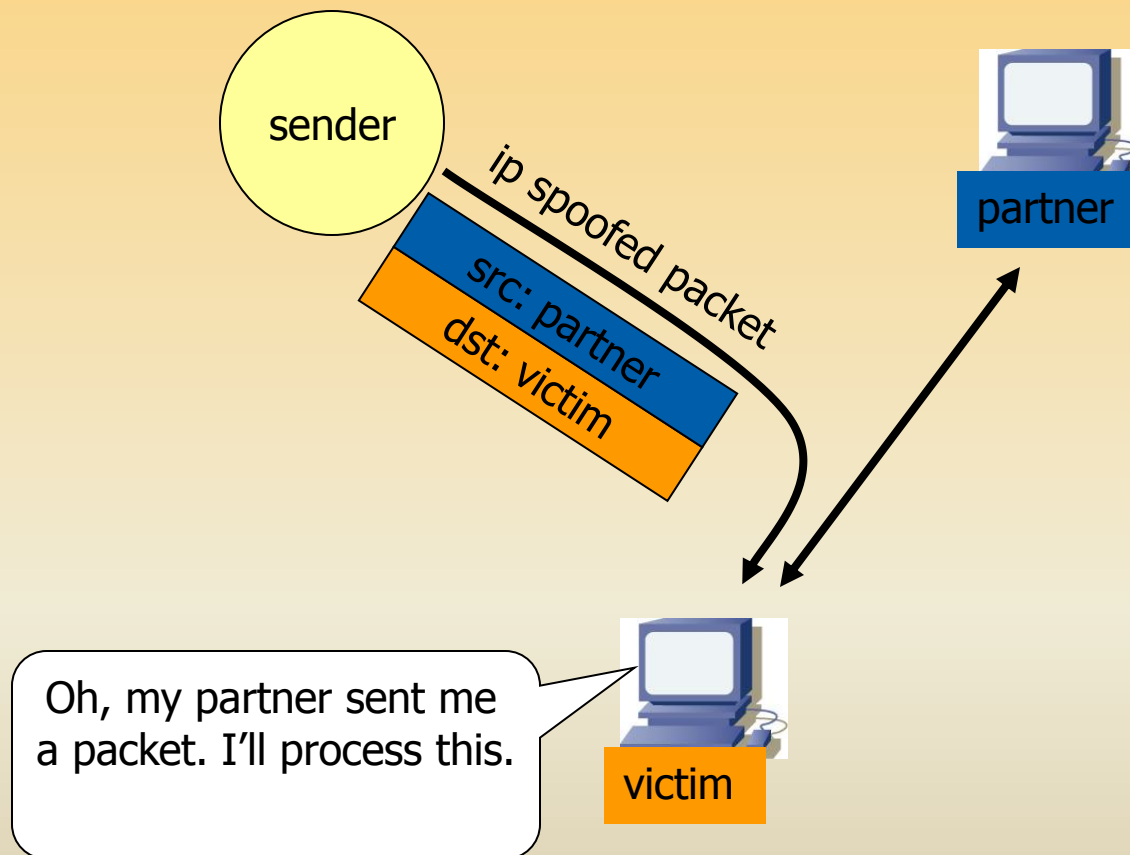 sender
ip spoofed packet
src: partner
dst: victim
partner
Oh, my partner sent me
a packet. I’ll process this.
victim